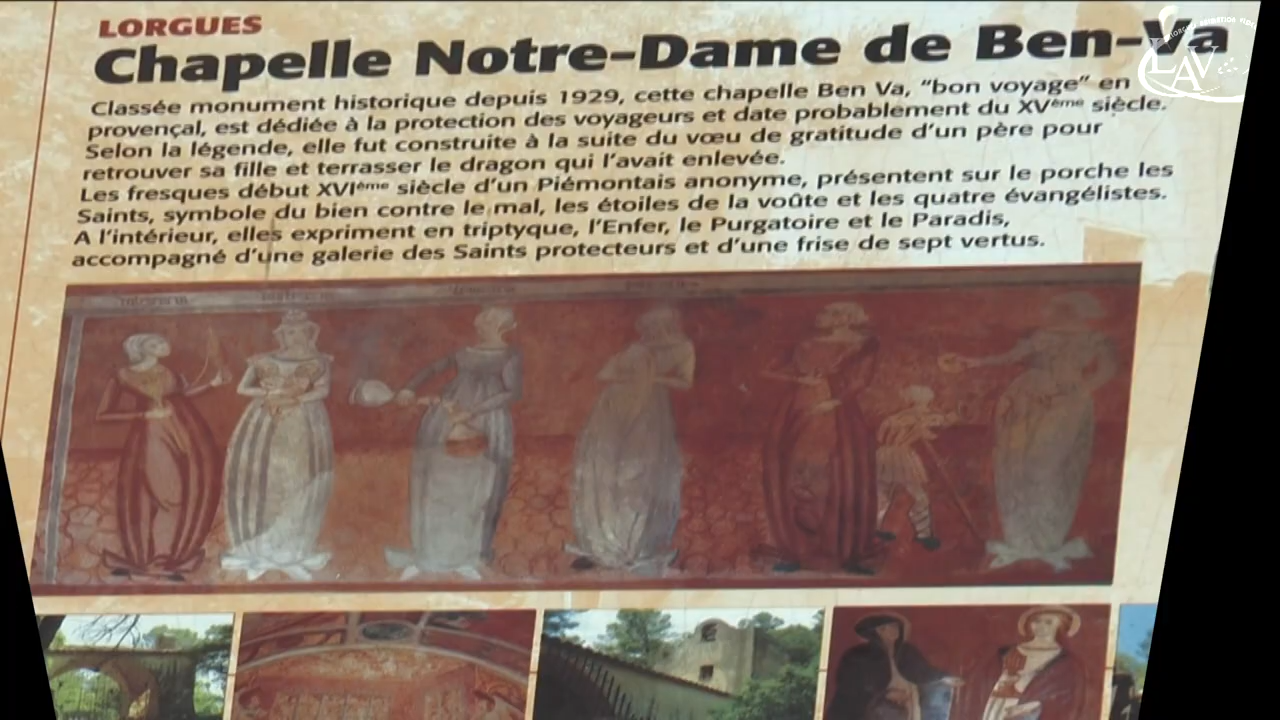 LORGUES
Chapelle Notre-Dame de Ben-Va
Classée monument historique depuis 1929, cette chapelle Ben Va, “bon voyage” en
provençal, est dédiée à la protection des voyageurs et date probablement du XVème siècle.
Selon la légende, elle fut construite à la suite du vœu de gratitude d’un père pour
retrouver sa fille et terrasser le dragon qui l’avait enlevée.
Les fresques début XVIème siècle d’un Piémontais anonyme, présentent sur le porche les
Saints, symbole du bien contre le mal, les étoiles de la voûte et les quatre évangélistes.
A l’intérieur, elles expriment en triptyque, l’Enfer, le Purgatoire et le Paradis,
accompagné d’une galerie des Saints protecteurs et d’une frise de sept vertus.
LAV